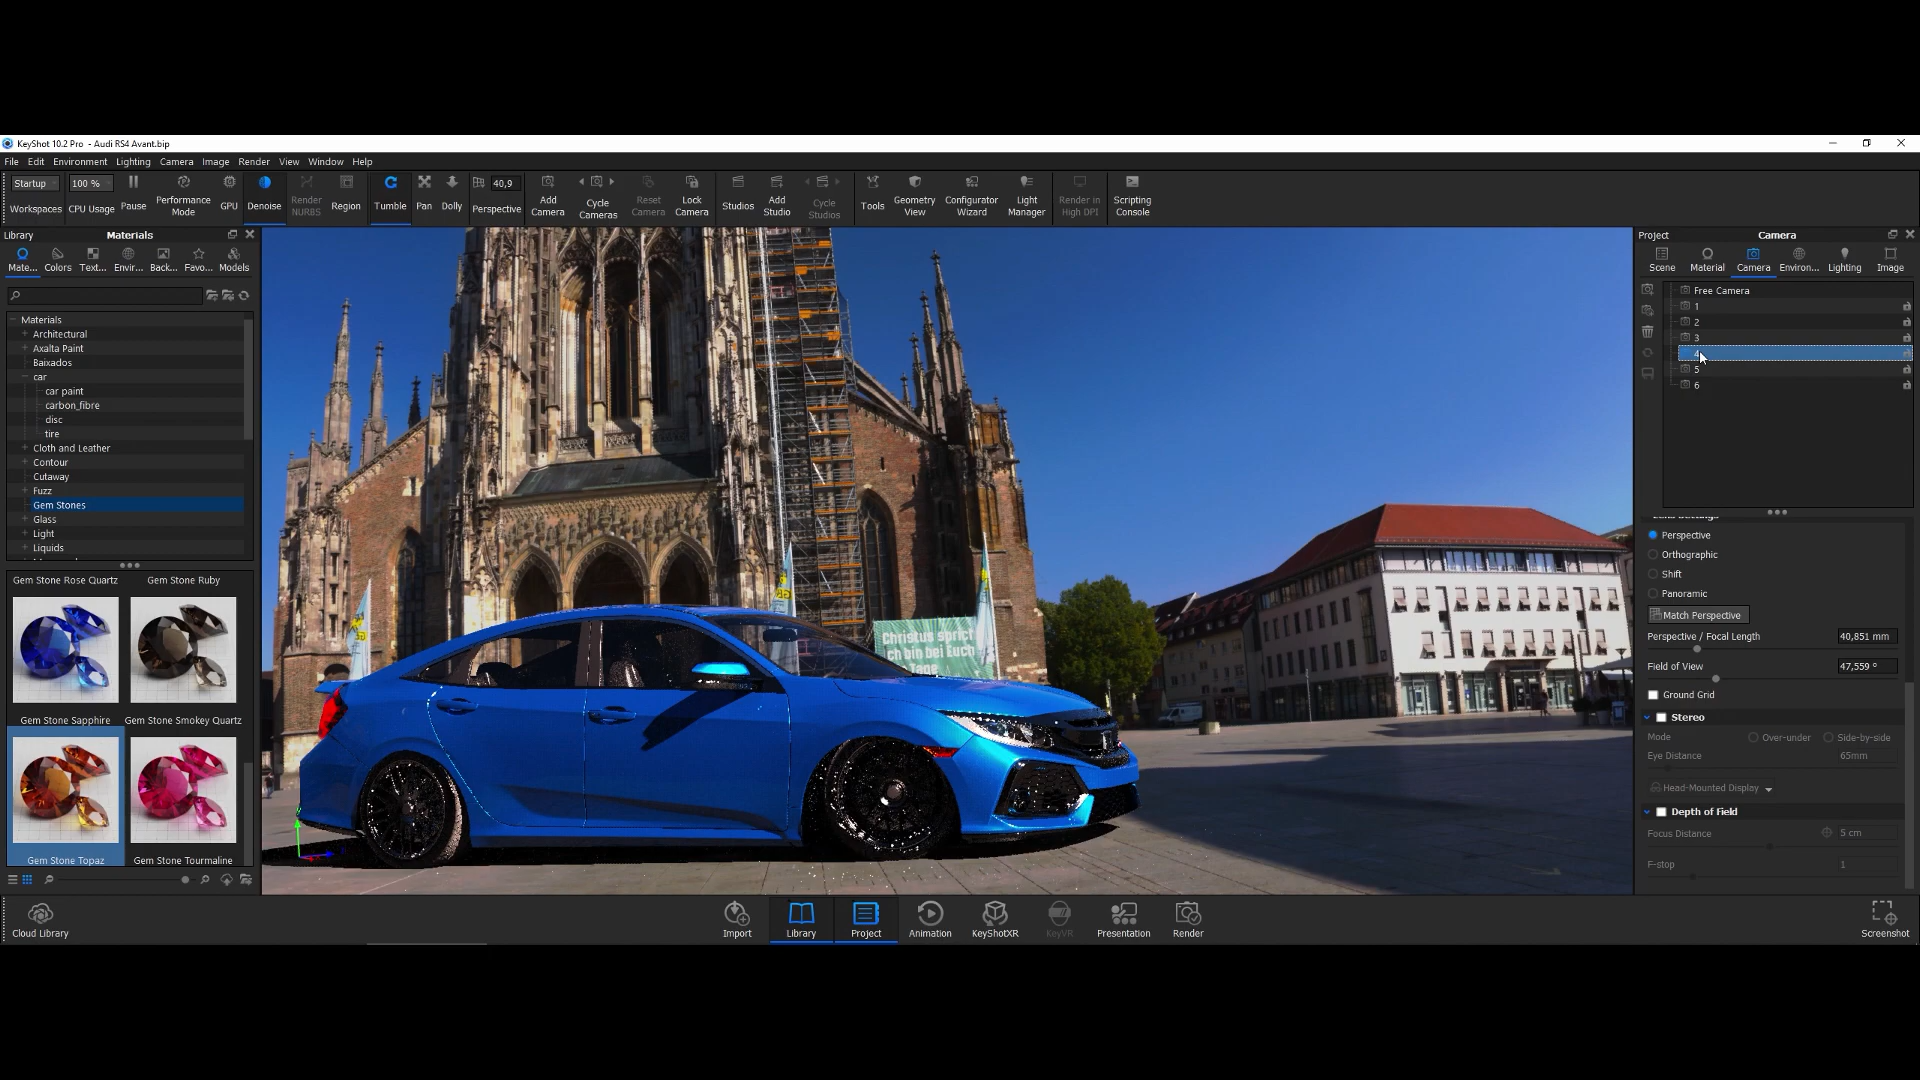 KeyShot 10.2 Pro - Audi RS4 Avant.bip
File Edit Environment Lighting Camera Image Render View Window Help
Startup 100 % 40,9
Workspaces CPU Usage Pause Performance Mode GPU Denoise Render NURBS Region Tumble Pan Dolly Perspective Add Camera Cycle Cameras Reset Camera Lock Camera Studios Add Studio Cycle Studios Tools Geometry View Configurator Wizard Light Manager Render in High DPI Scripting Console
Library Materials
Mate... Colors Text... Envir... Back... Favo... Models
Materials
Architectural
Axalta Paint
Baixados
car
car paint
carbon_fibre
disc
tire
Cloth and Leather
Contour
Cutaway
Fuzz
Gem Stones
Glass
Light
Liquids
Gem Stone Rose Quartz Gem Stone Ruby
Gem Stone Sapphire Gem Stone Smokey Quartz
Gem Stone Topaz Gem Stone Tourmaline
Christus spricht
ich bin bei Euch
Tage
Project Camera
Scene Material Camera Environ... Lighting Image
Free Camera
1
2
3
4
5
6
Perspective
Orthographic
Shift
Panoramic
Match Perspective
Perspective / Focal Length 40,851 mm
Field of View 47,559 °
Ground Grid
Stereo
Mode Over-under Side-by-side
Eye Distance 65mm
Head-Mounted Display
Depth of Field
Focus Distance 5 cm
F-stop 1
Cloud Library Import Library Project Animation KeyShotXR KeyVR Presentation Render Screenshot